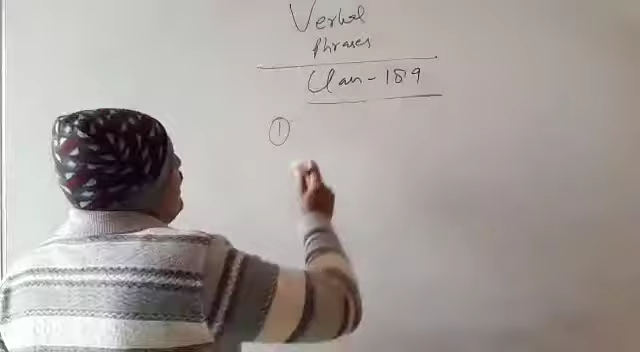 Verbal
Phrases
Class - 189
①